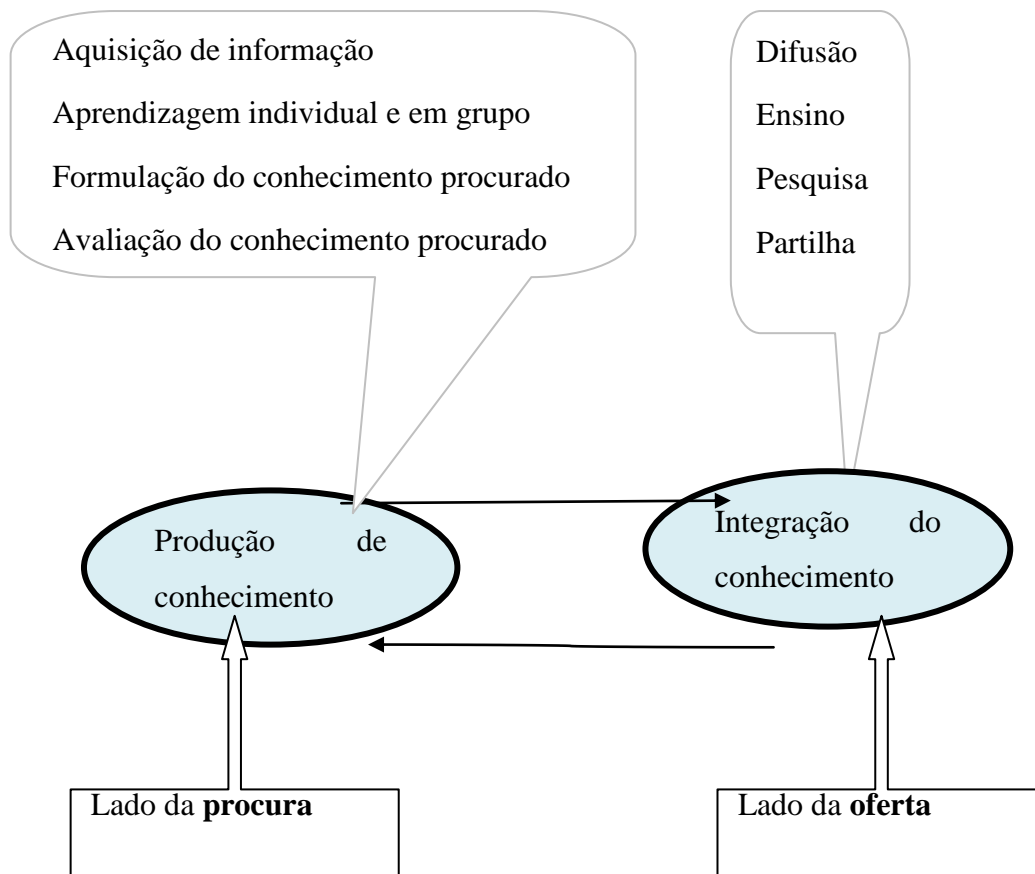 Aquisição de informação
Aprendizagem individual e em grupo
Formulação do conhecimento procurado
Avaliação do conhecimento procurado
Difusão
Ensino
Pesquisa
Partilha
Produção de
conhecimento
Integração do
conhecimento
Lado da procura
Lado da oferta